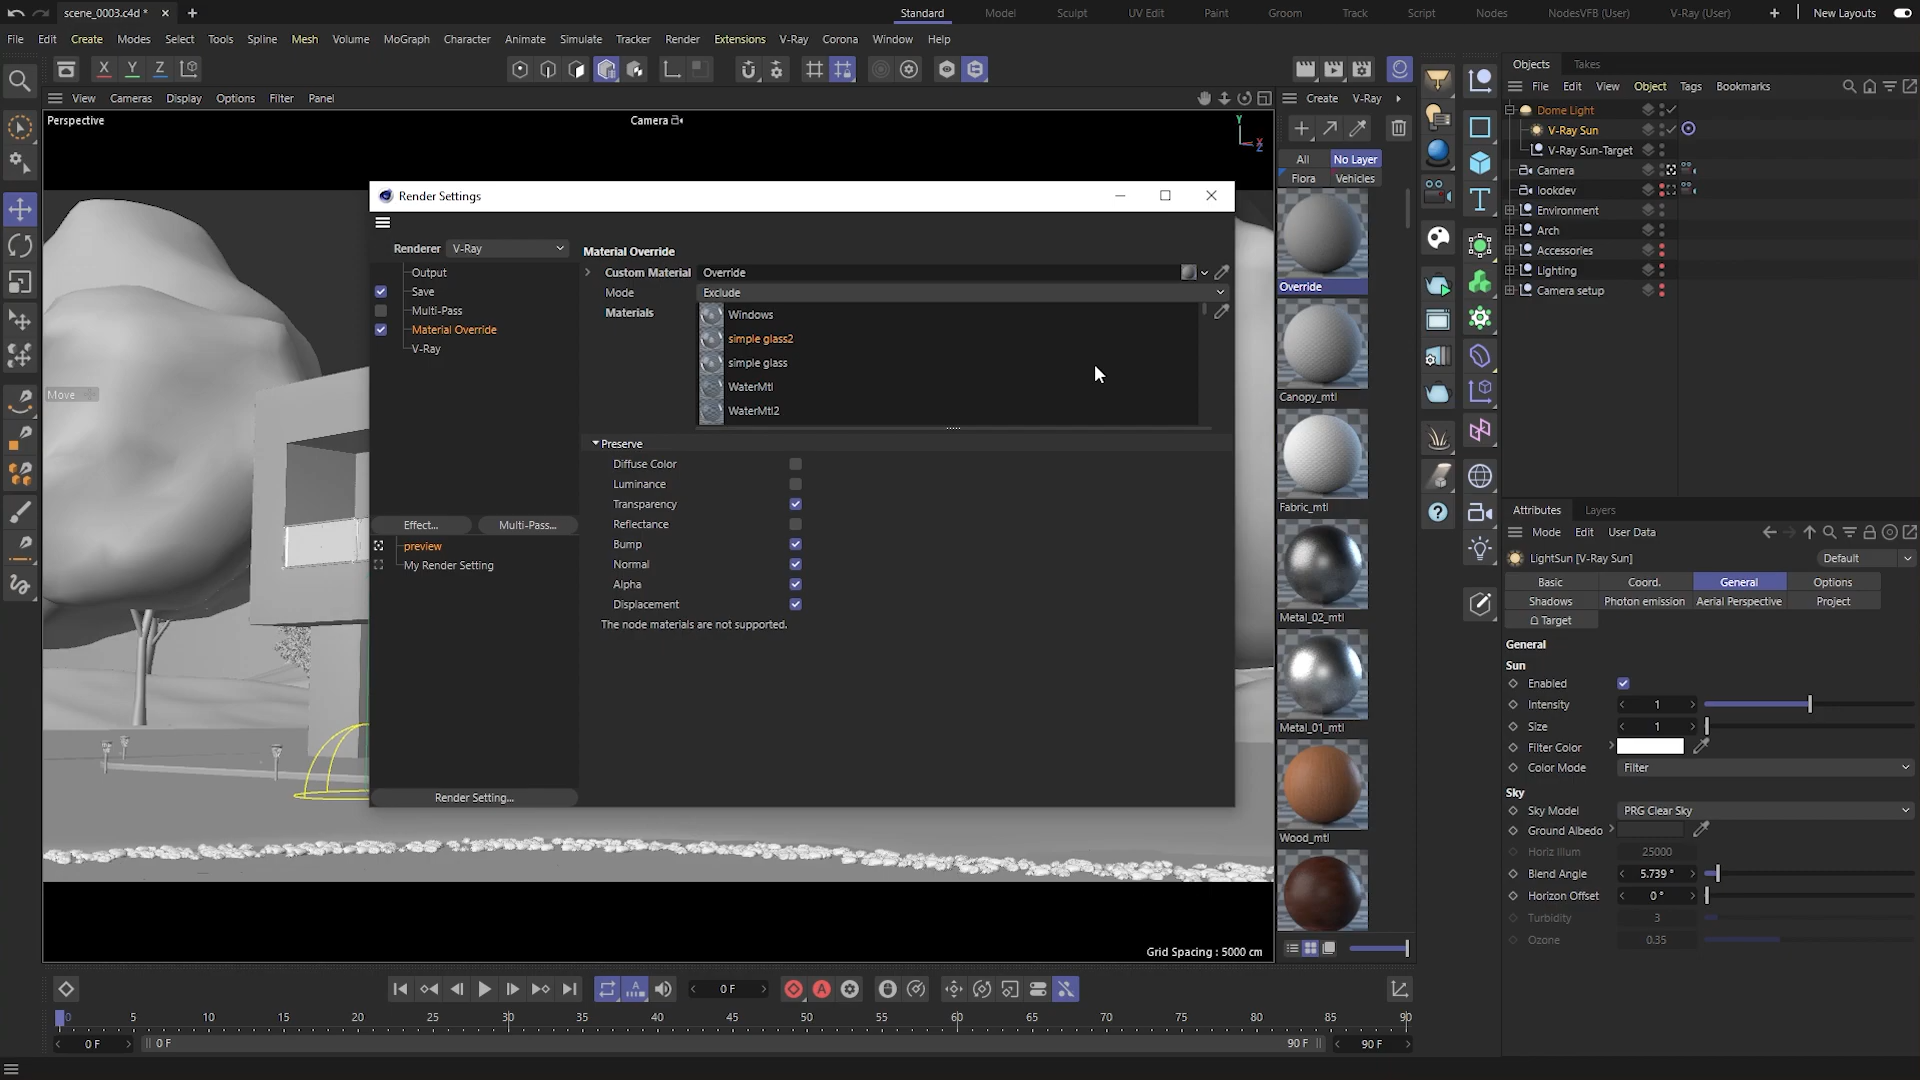 scene_0003.c4d *
Standard
Model
Sculpt
UV Edit
Paint
Groom
Track
Script
Nodes
NodesVFB (User)
V-Ray (User)
New Layouts
File Edit Create Modes Select Tools Spline Mesh Volume MoGraph Character Animate Simulate Tracker Render Extensions V-Ray Corona Window Help
X Y Z
View Cameras Display Options Filter Panel
Perspective
Camera
Y
X
Z
Move
Grid Spacing : 5000 cm
Render Settings
Renderer V-Ray
Output
Save
Multi-Pass
Material Override
V-Ray
Effect...
Multi-Pass...
preview
My Render Setting
Render Setting...
Material Override
Custom Material Override
Mode Exclude
Materials
Windows
simple glass2
simple glass
WaterMtl
WaterMtl2
Preserve
Diffuse Color
Luminance
Transparency
Reflectance
Bump
Normal
Alpha
Displacement
The node materials are not supported.
Create V-Ray
All No Layer
Flora Vehicles
Override
Canopy_mtl
Fabric_mtl
Metal_02_mtl
Metal_01_mtl
Wood_mtl
Objects Takes
File Edit View Object Tags Bookmarks
Dome Light
V-Ray Sun
V-Ray Sun-Target
Camera
lookdev
Environment
Arch
Accessories
Lighting
Camera setup
Attributes Layers
Mode Edit User Data
LightSun [V-Ray Sun]
Default
Basic Coord. General Options
Shadows Photon emission Aerial Perspective Project
Target
General
Sun
Enabled
Intensity 1
Size 1
Filter Color
Color Mode Filter
Sky
Sky Model PRG Clear Sky
Ground Albedo
Horiz Illum 25000
Blend Angle 5.739 °
Horizon Offset 0 °
Turbidity 3
Ozone 0.35
0 F
0 5 10 15 20 25 30 35 40 45 50 55 60 65 70 75 80 85 90
0 F 0 F 90 F 90 F